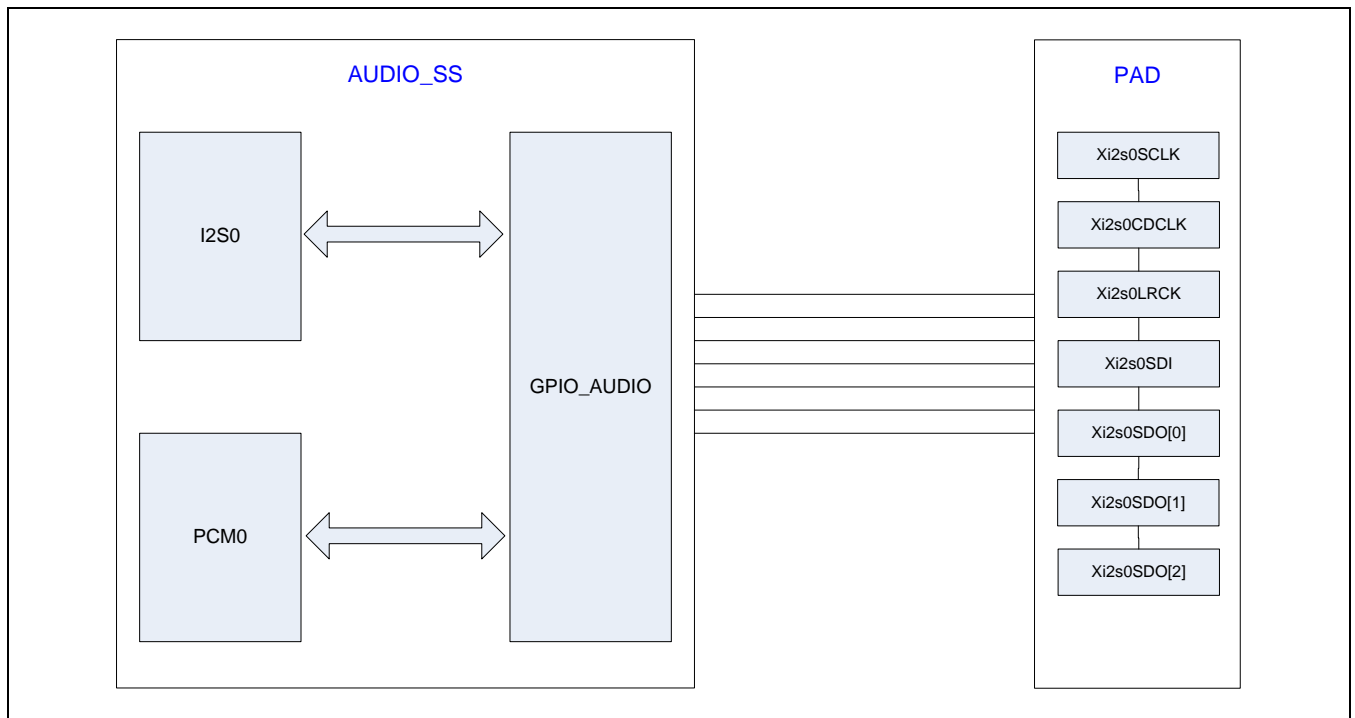 AUDIO_SS
I2S0
PCM0
GPIO_AUDIO
PAD
Xi2s0SCLK
Xi2s0CDCLK
Xi2s0LRCK
Xi2s0SDI
Xi2s0SDO[0]
Xi2s0SDO[1]
Xi2s0SDO[2]